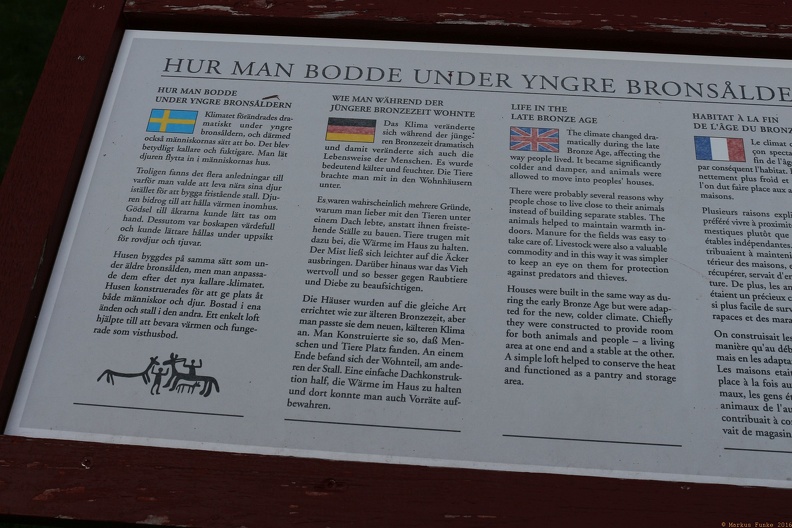 HUR MAN BODDE UNDER YNGRE BRONSÅLDE
HUR MAN BODDE
UNDER YNGRE BRONSÅLDERN
Klimatet förändrades dra-
matiskt under yngre
bronsåldern, och därmed
också människornas sätt att bo. Det blev
betydligt kallare och fuktigare. Man lät
djuren flytta in i människornas hus.
Troligen fanns det flera anledningar till
varför man valde att leva nära sina djur
istället för att bygga fristående stall. Dju-
ren bidrog till att hålla värmen inomhus.
Gödsel till åkrarna kunde lätt tas om
hand. Dessutom var boskapen värdefull
och kunde lättare hållas under uppsikt
för rovdjur och tjuvar.
Husen byggdes på samma sätt som un-
der äldre bronsålden, men man anpassa-
de dem efter det nya kallare klimatet.
Husen konstruerades för att ge plats åt
både människor och djur. Bostad i ena
änden och stall i den andra. Ett enkelt loft
hjälpte till att bevara värmen och funge-
rade som visthusbod.
WIE MAN WÄHREND DER
JÜNGERE BRONZEZEIT WOHNTE
Das Klima veränderte
sich während der jünge-
ren Bronzezeit dramatisch
und damit veränderte sich auch die
Lebensweise der Menschen. Es wurde
bedeutend kälter und feuchter. Die Tiere
brachte man mit in den Wohnhäusern
unter.
Es waren wahrscheinlich mehrere Gründe,
warum man lieber mit den Tieren unter
einem Dach lebte, anstatt ihnen freiste-
hende Ställe zu bauen. Tiere trugen mit
dazu bei, die Wärme im Haus zu halten.
Der Mist ließ sich leichter auf die Äcker
ausbringen. Darüber hinaus war das Vieh
wertvoll und so besser gegen Raubtiere
und Diebe zu beaufsichtigen.
Die Häuser wurden auf die gleiche Art
errichtet wie zur älteren Bronzezeit, aber
man passte sie dem neuen, kälteren Klima
an. Man Konstruierte sie so, daß Men-
schen und Tiere Platz fanden. An einem
Ende befand sich der Wohnteil, am ande-
ren der Stall. Eine einfache Dachkonstruk-
tion half, die Wärme im Haus zu halten
und dort konnte man auch Vorräte auf-
bewahren.
LIFE IN THE
LATE BRONZE AGE
The climate changed dra-
matically during the late
Bronze Age, affecting the
way people lived. It became significantly
colder and damper, and animals were
allowed to move into peoples' houses.
There were probably several reasons why
people chose to live close to their animals
instead of building separate stables. The
animals helped to maintain warmth in-
doors. Manure for the fields was easy to
take care of. Livestock were also a valuable
commodity and in this way it was simpler
to keep an eye on them for protection
against predators and thieves.
Houses were built in the same way as du-
ring the early Bronze Age but were adap-
ted for the new, colder climate. Chiefly
they were constructed to provide room
for both animals and people – a living
area at one end and a stable at the other.
A simple loft helped to conserve the heat
and functioned as a pantry and storage
area.
HABITAT À LA FIN
DE L'ÂGE DU BRONZ
Le climat c
çon spectac
fin de l'âge
par conséquent l'habitat. I
nettement plus froid et
l'on dut faire place aux a
maisons.
Plusieurs raisons expli
préféré vivre à proximité
mestiques plutôt que
étables indépendantes.
tribuaient à mainteni
térieur des maisons, e
récupérer, servait d'en
ture. De plus, les an
étaient un précieux c
si plus facile de surv
rapaces et des mara
On construisait les
manière qu'au déb
mais en les adapta
Les maisons étai
place à la fois au
maux, les gens ét
animaux de l'au
contribuait à co
vait de magasin
© Markus Funke 2016